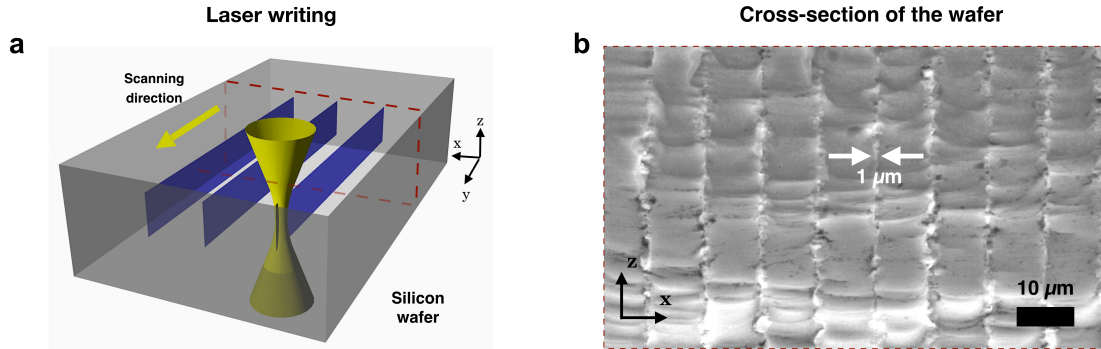 Laser writing
Cross-section of the wafer
a
b
Scanning
direction
z
x
y
Silicon
wafer
1 µm
z
x
10 µm